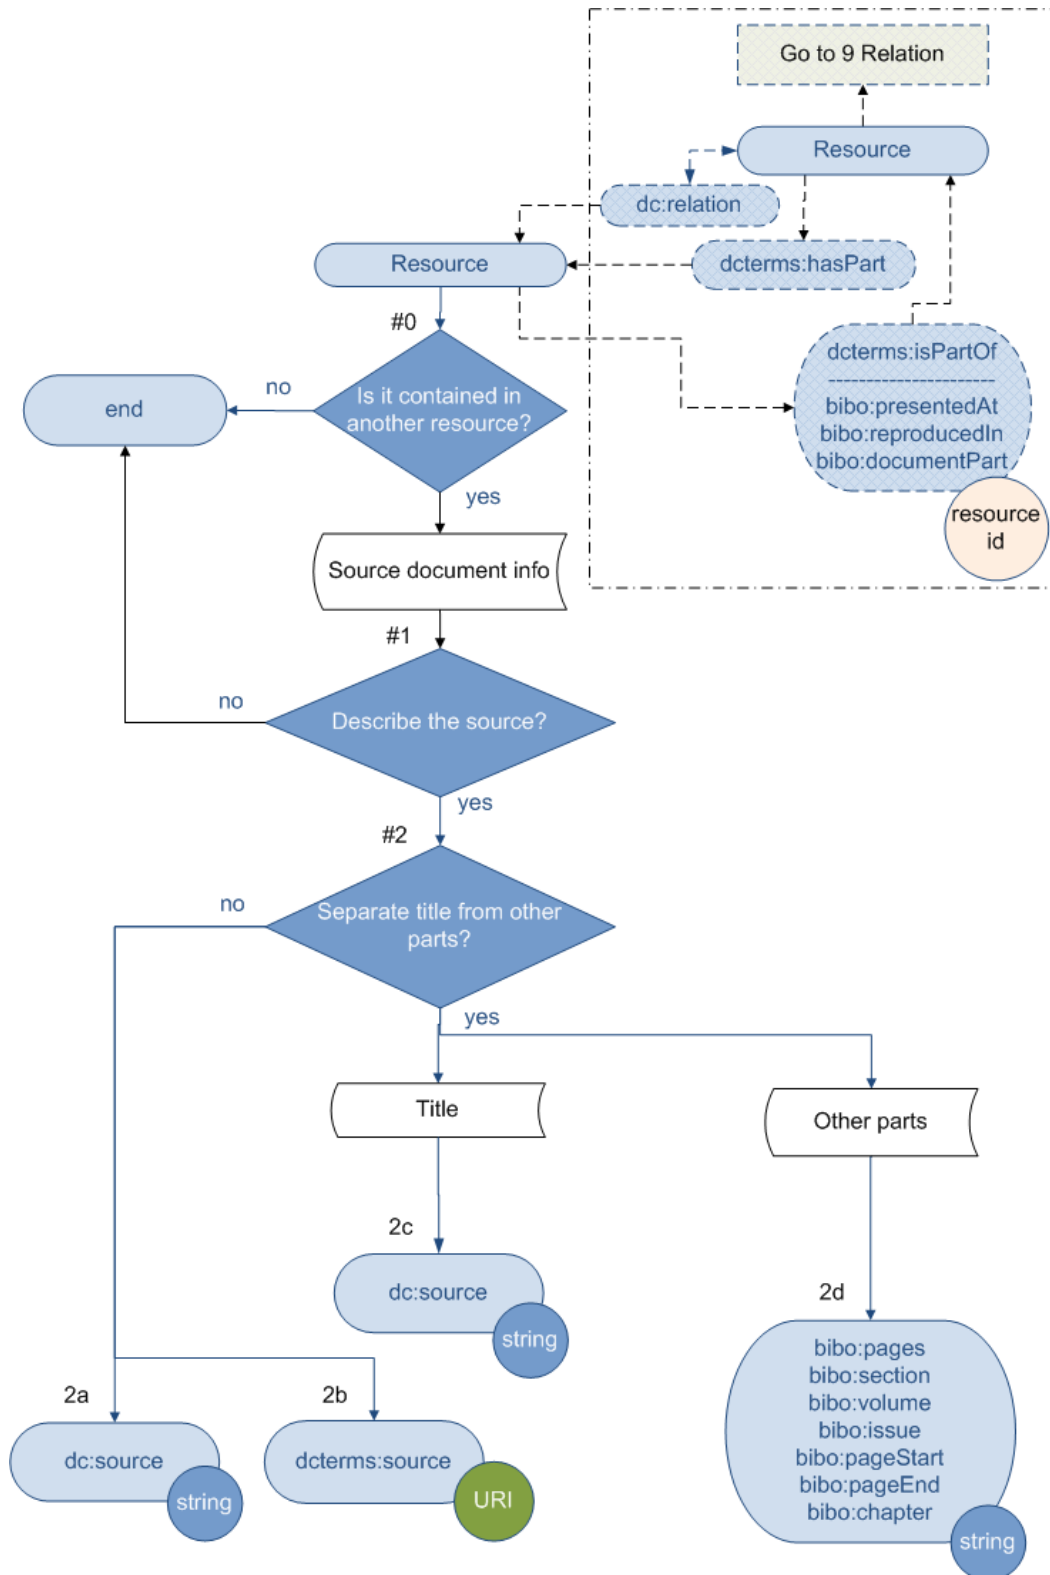 Go to 9 Relation
Resource
dc:relation
Resource
dcterms:hasPart
#0
dcterms:isPartOf
----------------------
bibo:presentedAt
bibo:reproducedIn
bibo:documentPart
resource
id
Is it contained in
another resource?
no
end
yes
Source document info
#1
no
Describe the source?
yes
#2
no
Separate title from other
parts?
yes
Title
Other parts
2c
dc:source
string
2d
bibo:pages
bibo:section
bibo:volume
bibo:issue
bibo:pageStart
bibo:pageEnd
bibo:chapter
string
2a
dc:source
string
2b
dcterms:source
URI